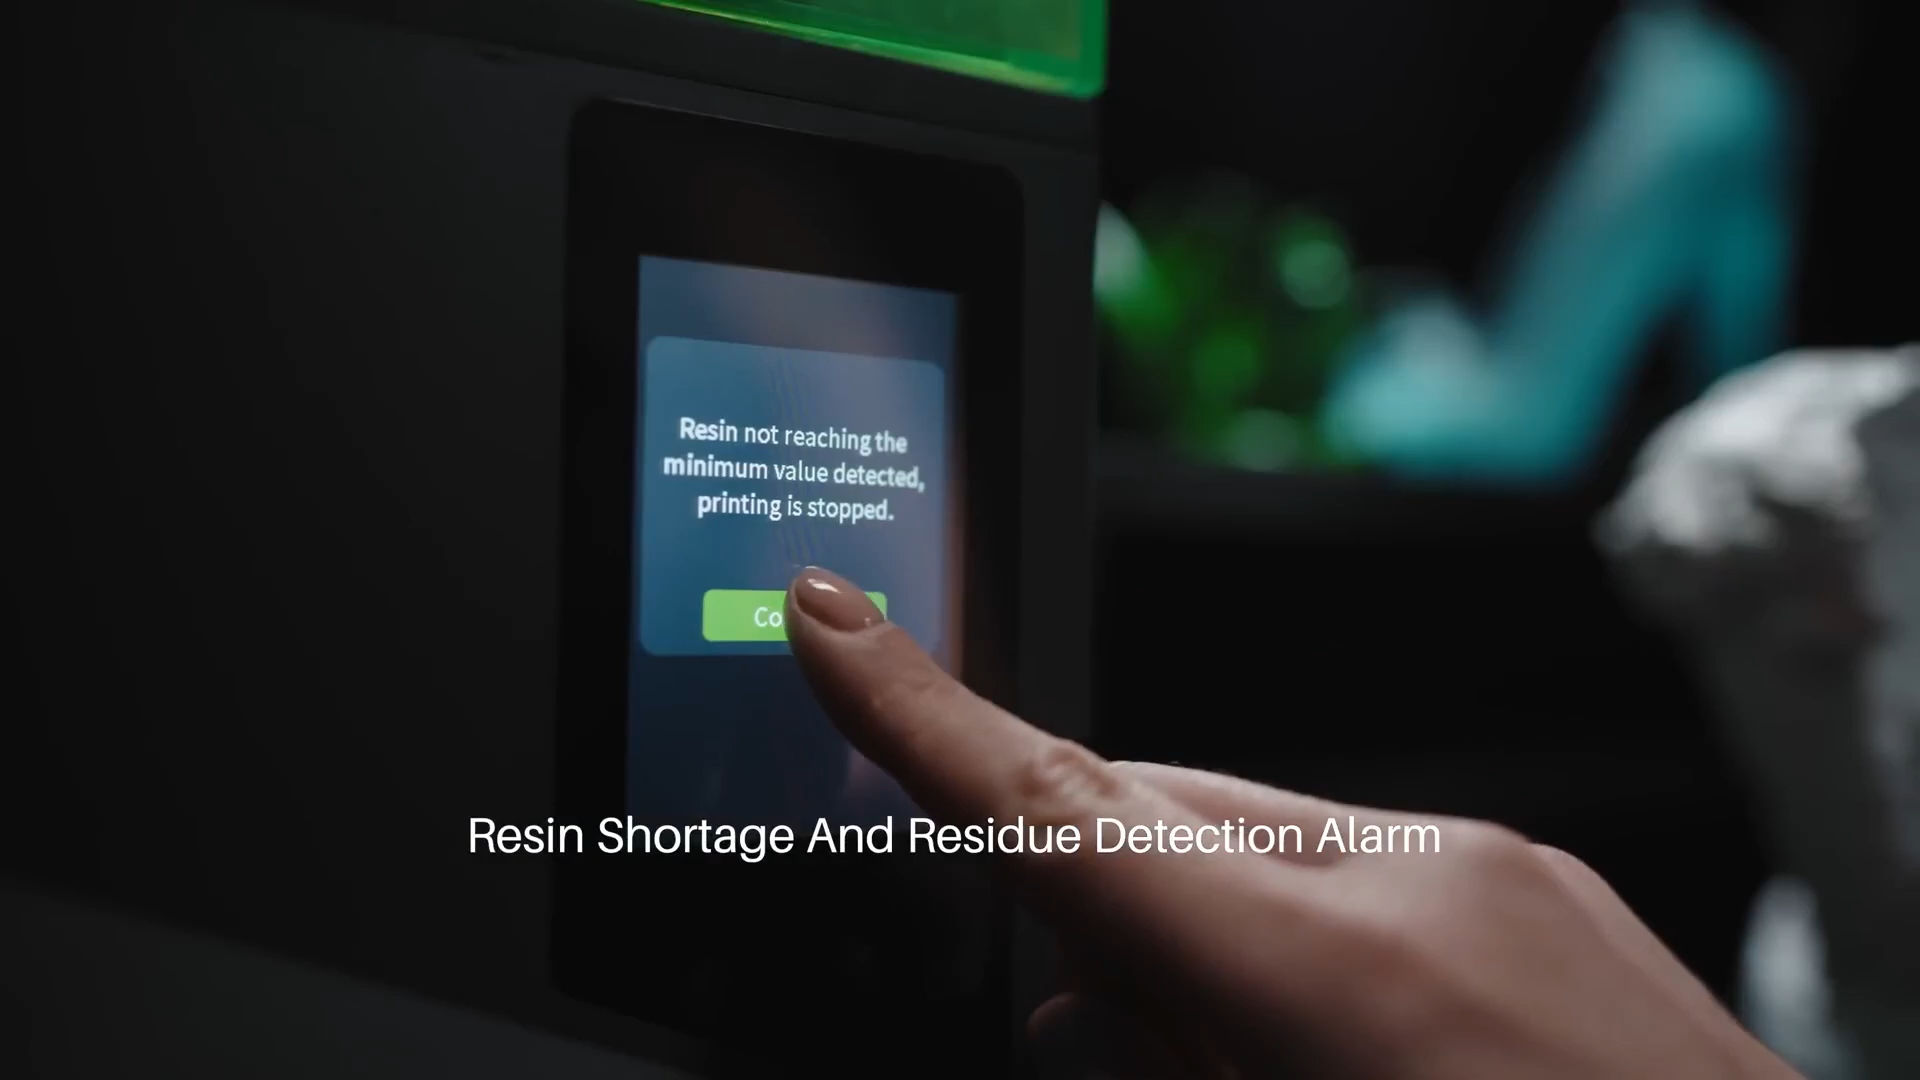 Resin not reaching the
minimum value detected,
printing is stopped.
Resin Shortage And Residue Detection Alarm